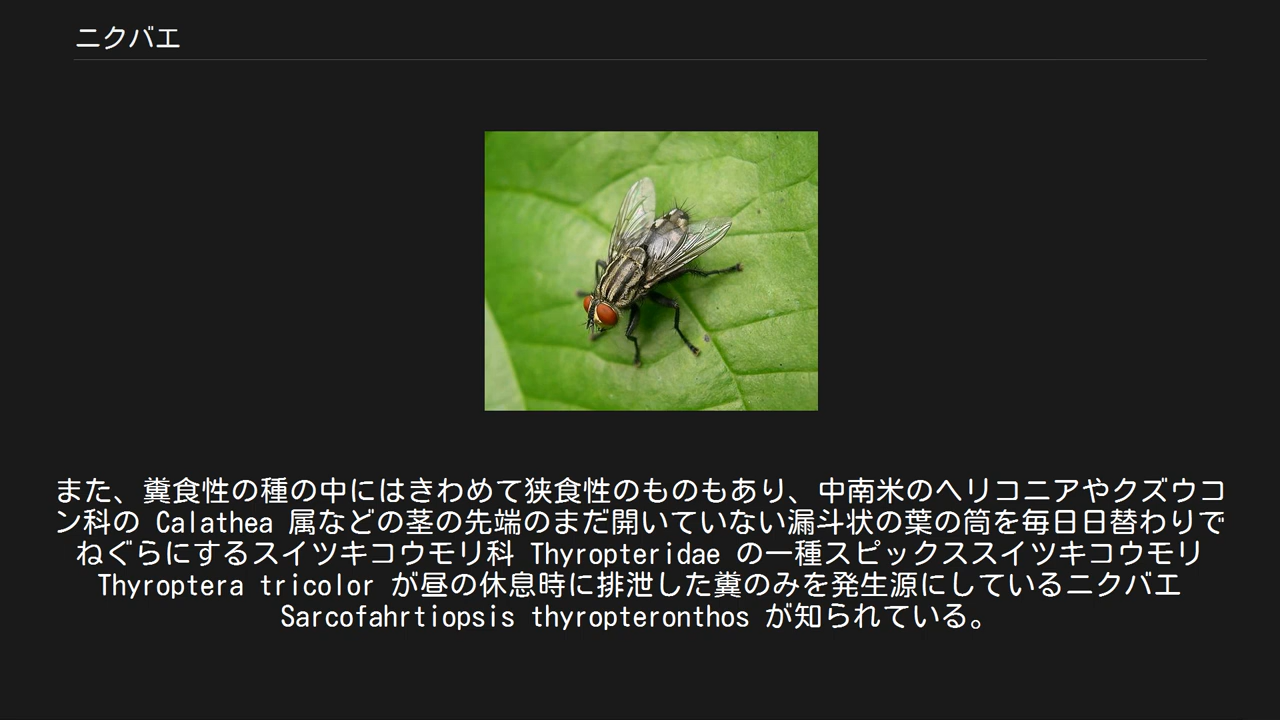 ニクバエ
また、糞食性の種の中にはきわめて狭食性のものもあり、中南米のヘリコニアやクズウコ
ン科の Calathea 属などの茎の先端のまだ開いていない漏斗状の葉の筒を毎日日替わりで
ねぐらにするスイツキコウモリ科 Thyropteridae の一種スピックススイツキコウモリ
Thyroptera tricolor が昼の休息時に排泄した糞のみを発生源にしているニクバエ
Sarcofahrtiopsis thyropteronthos が知られている。